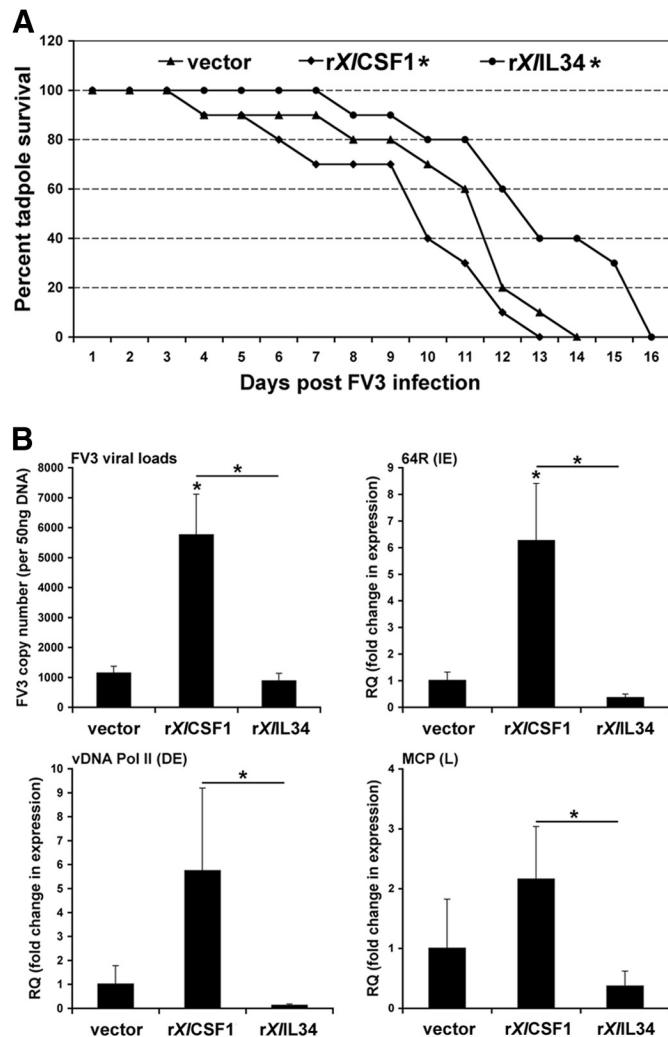 A
vector rXlCSF1* rXlIL34*
Percent tadpole survival
120
100
80
60
40
20
0
1 2 3 4 5 6 7 8 9 10 11 12 13 14 15 16
Days post FV3 infection
B
FV3 viral loads
FV3 copy number (per 50ng DNA)
8000
7000
6000
5000
4000
3000
2000
1000
0
*
*
vector rXlCSF1 rXlIL34
64R (IE)
RQ (fold change in expression)
9
8
7
6
5
4
3
2
1
0
*
*
vector rXlCSF1 rXlIL34
vDNA Pol II (DE)
RQ (fold change in expression)
10
9
8
7
6
5
4
3
2
1
0
*
vector rXlCSF1 rXlIL34
MCP (L)
RQ (fold change in expression)
4
3
2
1
0
*
vector rXlCSF1 rXlIL34